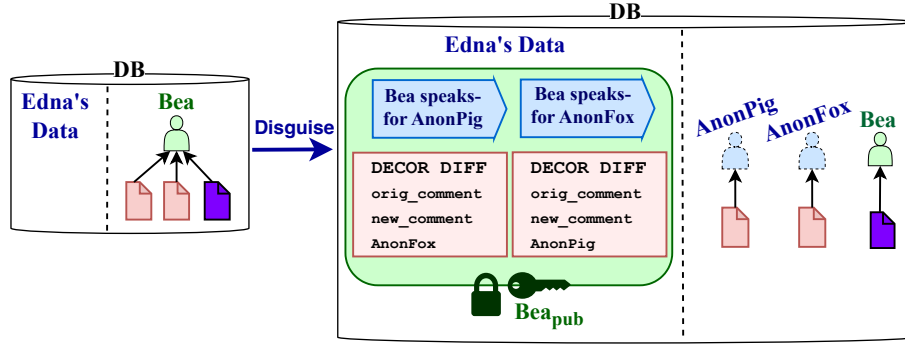 DB
Edna's
Data
Bea
Disguise
DB
Edna's Data
Bea speaks-
for AnonPig
Bea speaks-
for AnonFox
DECOR DIFF
orig_comment
new_comment
AnonFox
DECOR DIFF
orig_comment
new_comment
AnonPig
Bea_pub
AnonPig
AnonFox
Bea